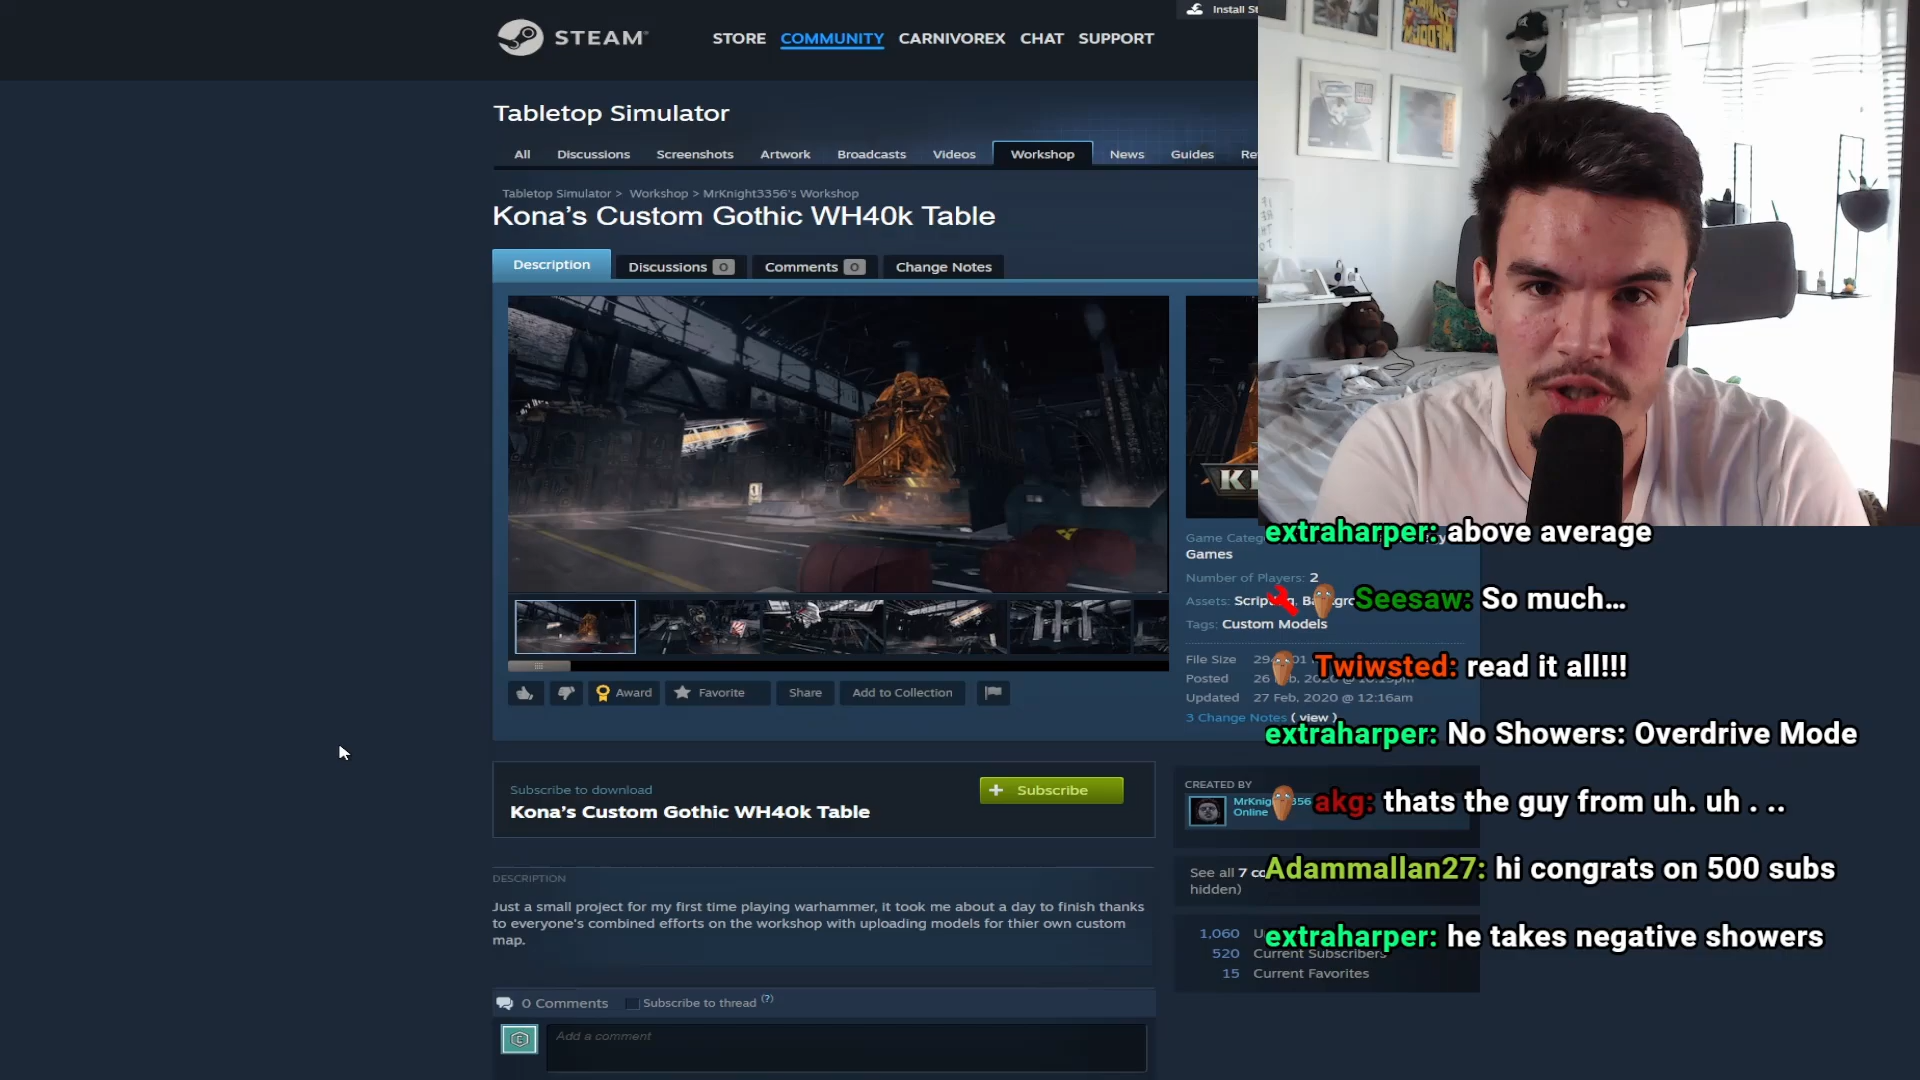 Install
STEAM
STORE COMMUNITY CARNIVOREX CHAT SUPPORT
Tabletop Simulator
All Discussions Screenshots Artwork Broadcasts Videos Workshop News Guides
Tabletop Simulator > Workshop > MrKnight3356's Workshop
Kona's Custom Gothic WH40k Table
Description Discussions 0 Comments 0 Change Notes
Games
Number of Players: 2
Assets:
Tags: Custom Models
File Size
Posted
Updated 27 Feb, 2020 @ 12:16am
3 Change Notes ( view )
Award Favorite Share Add to Collection
Subscribe to download
Kona's Custom Gothic WH40k Table
Subscribe
CREATED BY
Online
See all 7
hidden)
1,060
520 Current Subscribers
15 Current Favorites
DESCRIPTION
Just a small project for my first time playing warhammer, it took me about a day to finish thanks
to everyone's combined efforts on the workshop with uploading models for thier own custom
map.
0 Comments Subscribe to thread (?)
Add a comment
extraharper: above average
Seesaw: So much...
Twiwsted: read it all!!!
extraharper: No Showers: Overdrive Mode
akg: thats the guy from uh. uh . ..
Adammallan27: hi congrats on 500 subs
extraharper: he takes negative showers